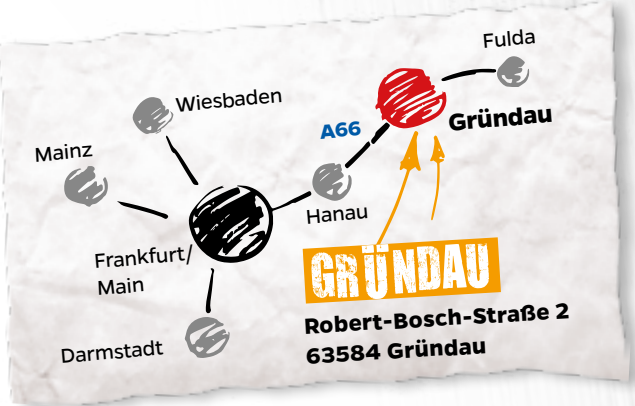 Fulda
Wiesbaden
A66
Gründau
Mainz
Hanau
Frankfurt/
Main
GRÜNDAU
Robert-Bosch-Straße 2
63584 Gründau
Darmstadt